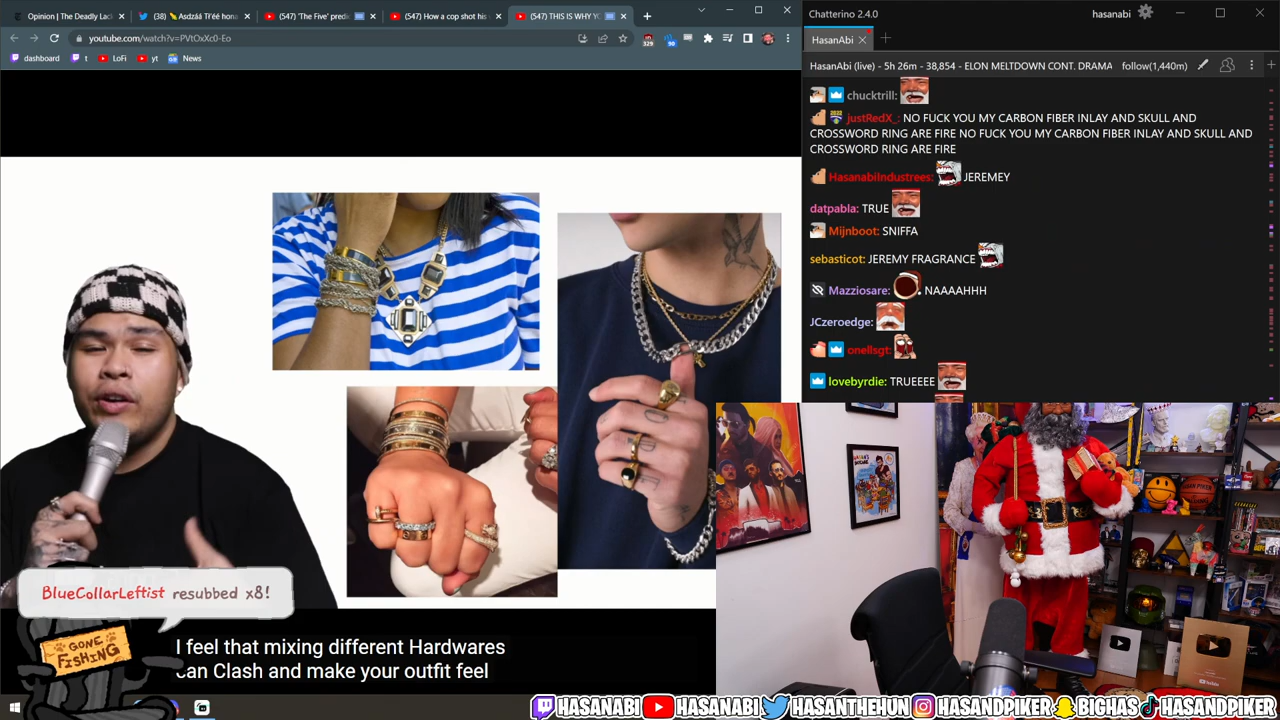 Opinion | The Deadly Lac
(38) Asdzáá Tł'éé hona
(547) 'The Five' predi
(547) How a cop shot his
(547) THIS IS WHY Y
youtube.com/watch?v=PVtOxXc0-Eo
329
90
dashboard
t
LoFi
yt
News
Chatterino 2.4.0
hasanabi
HasanAbi
HasanAbi (live) - 5h 26m - 38,854 - ELON MELTDOWN CONT. DRAMA
follow(1,440m)
chucktrill:
justRedX_: NO FUCK YOU MY CARBON FIBER INLAY AND SKULL AND
CROSSWORD RING ARE FIRE NO FUCK YOU MY CARBON FIBER INLAY AND SKULL AND
CROSSWORD RING ARE FIRE
HasanabiIndustrees: JEREMEY
datpabla: TRUE
Mijnboot: SNIFFA
sebasticot: JEREMY FRAGRANCE
Mazziosare: NAAAAHHH
JCzeroedge:
onellsgt:
lovebyrdie: TRUEEEE
BlueCollarLeftist resubbed x8!
GONE
FISHING
I feel that mixing different Hardwares
can Clash and make your outfit feel
HASANABI HASANABI HASANTHEHUN HASANDPIKER BIGHAS HASANDPIKER